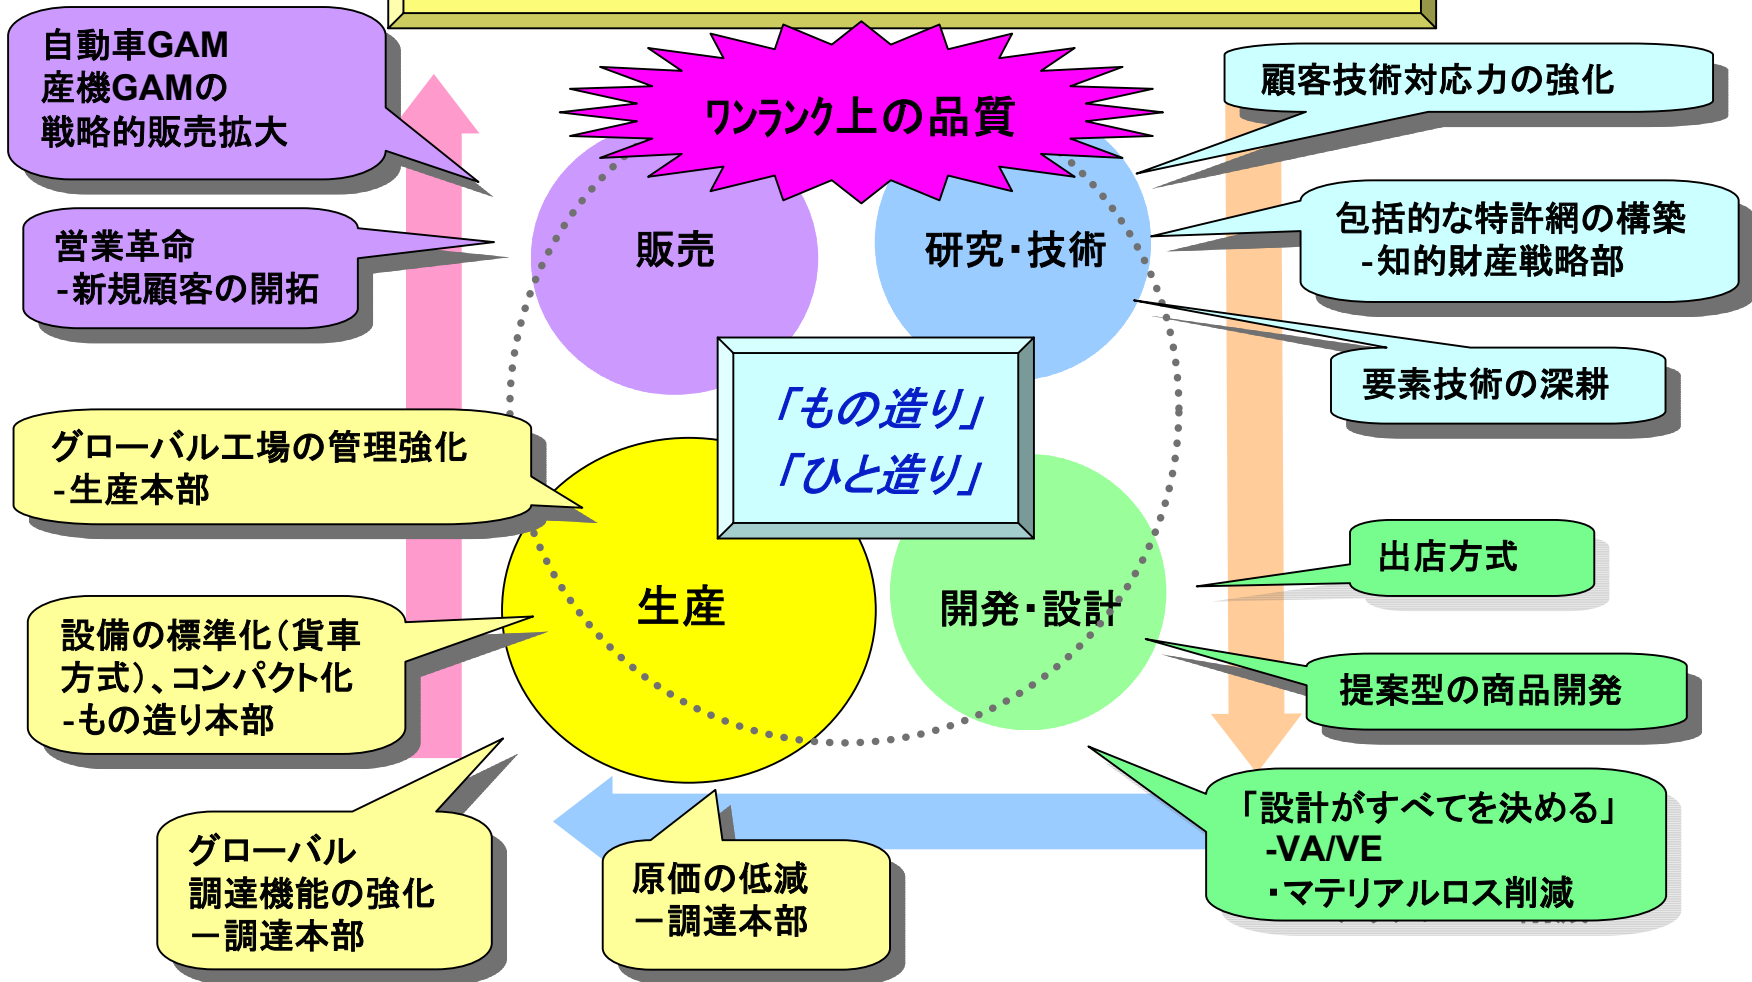 自動車GAM
産機GAMの
戦略的販売拡大
ワンランク上の品質
顧客技術対応力の強化
営業革命
-新規顧客の開拓
販売
研究・技術
包括的な特許網の構築
-知的財産戦略部
要素技術の深耕
「もの造り」
「ひと造り」
グローバル工場の管理強化
-生産本部
出店方式
生産
開発・設計
設備の標準化（貨車
方式）、コンパクト化
-もの造り本部
提案型の商品開発
「設計がすべてを決める」
-VA/VE
・マテリアルロス削減
グローバル
調達機能の強化
－調達本部
原価の低減
－調達本部